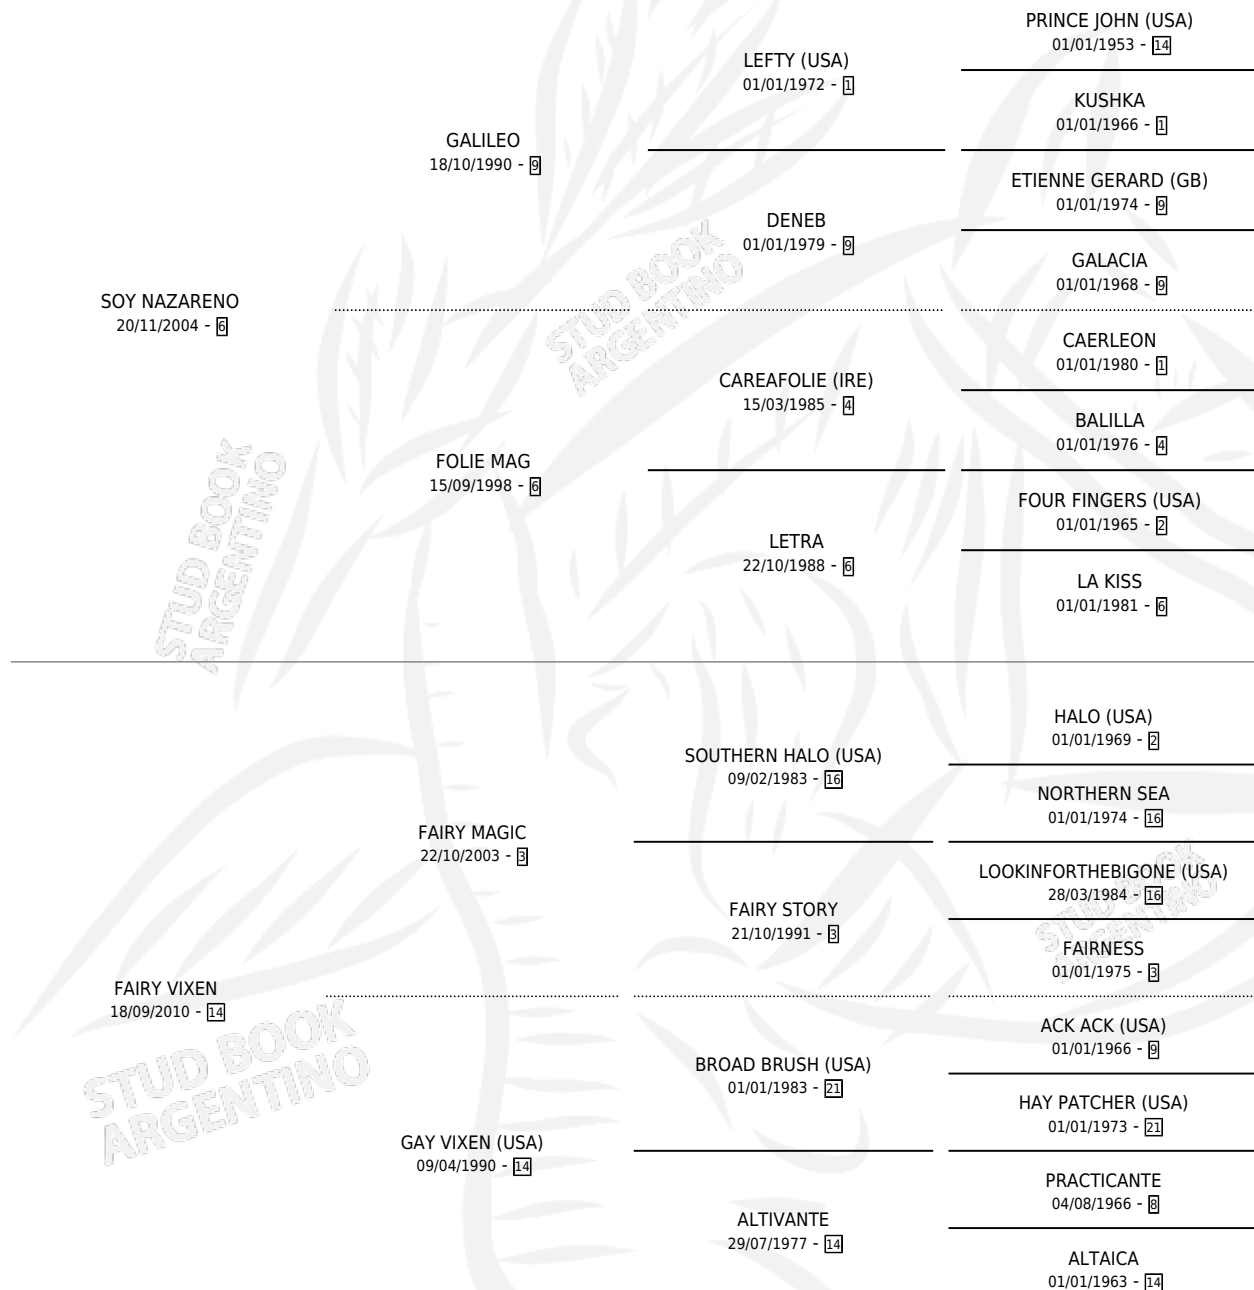 PRINCE JOHN (USA)
01/01/1953 - 14
LEFTY (USA)
01/01/1972 - 1
KUSHKA
01/01/1966 - 1
GALILEO
18/10/1990 - 9
ETIENNE GERARD (GB)
01/01/1974 - 9
DENEB
01/01/1979 - 9
GALACIA
01/01/1968 - 9
SOY NAZARENO
20/11/2004 - 6
CAERLEON
01/01/1980 - 1
CAREAFOLIE (IRE)
15/03/1985 - 4
BALILLA
01/01/1976 - 4
FOLIE MAG
15/09/1998 - 6
FOUR FINGERS (USA)
01/01/1965 - 2
LETRA
22/10/1988 - 6
LA KISS
01/01/1981 - 6
HALO (USA)
01/01/1969 - 2
SOUTHERN HALO (USA)
09/02/1983 - 16
NORTHERN SEA
01/01/1974 - 16
FAIRY MAGIC
22/10/2003 - 3
LOOKINFORTHEBIGONE (USA)
28/03/1984 - 16
FAIRY STORY
21/10/1991 - 3
FAIRNESS
01/01/1975 - 3
FAIRY VIXEN
18/09/2010 - 14
ACK ACK (USA)
01/01/1966 - 9
BROAD BRUSH (USA)
01/01/1983 - 21
HAY PATCHER (USA)
01/01/1973 - 21
GAY VIXEN (USA)
09/04/1990 - 14
PRACTICANTE
04/08/1966 - 8
ALTIVANTE
29/07/1977 - 14
ALTAICA
01/01/1963 - 14
STUD BOOK
ARGENTINO
STUD BOOK
ARGENTINO
STUD BOOK
ARGENTINO
STUD BOOK
ARGENTINO